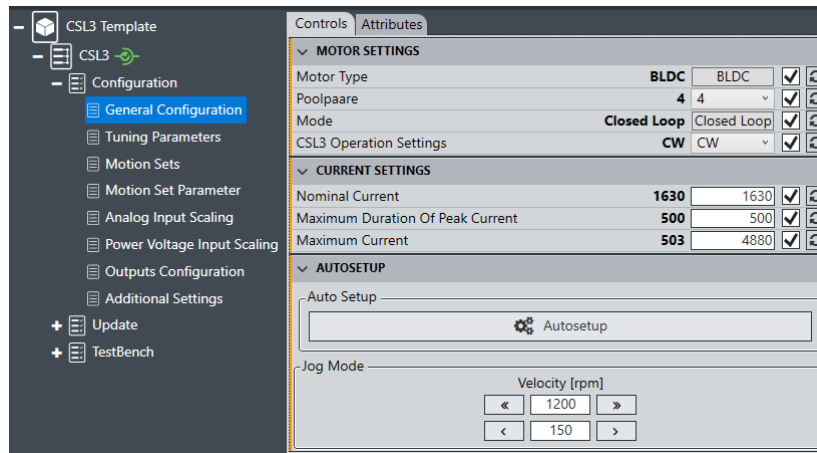 CSL3 Template
CSL3
Configuration
General Configuration
Tuning Parameters
Motion Sets
Motion Set Parameter
Analog Input Scaling
Power Voltage Input Scaling
Outputs Configuration
Additional Settings
Update
TestBench
Controls Attributes
MOTOR SETTINGS
Motor Type BLDC BLDC
Poolpaare 4 4
Mode Closed Loop Closed Loop
CSL3 Operation Settings CW CW
CURRENT SETTINGS
Nominal Current 1630 1630
Maximum Duration Of Peak Current 500 500
Maximum Current 503 4880
AUTOSETUP
Auto Setup
Autosetup
Jog Mode
Velocity [rpm]
« 1200 »
‹ 150 ›